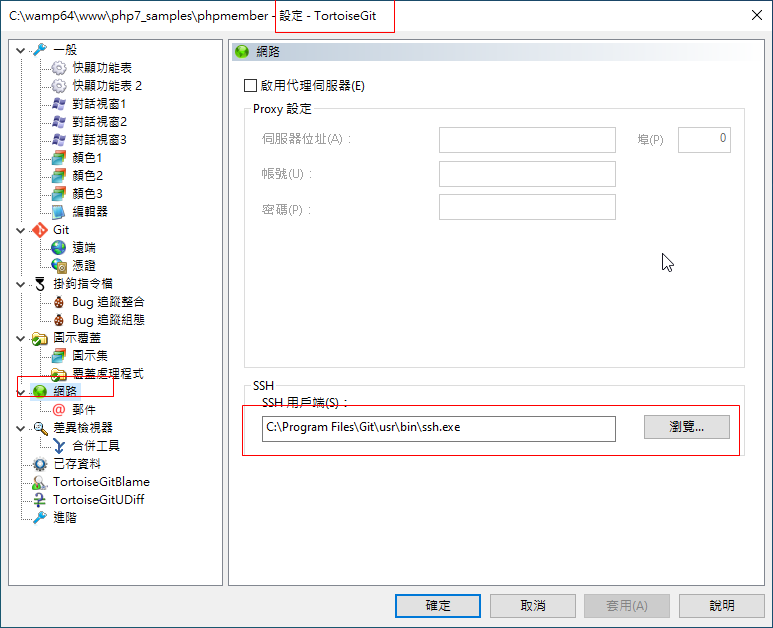 C:\wamp64\www\php7_samples\phpmember - 設定 - TortoiseGit
一般
快顯功能表
快顯功能表 2
對話視窗1
對話視窗2
對話視窗3
顏色1
顏色2
顏色3
編輯器
Git
遠端
憑證
掛鉤指令檔
Bug 追蹤整合
Bug 追蹤組態
圖示覆蓋
圖示集
覆蓋處理程式
網路
郵件
差異檢視器
合併工具
已存資料
TortoiseGitBlame
TortoiseGitUDiff
進階
網路
啟用代理伺服器(E)
Proxy 設定
伺服器位址(A) :
埠(P)
0
帳號(U) :
密碼(P) :
SSH
SSH 用戶端(S) :
C:\Program Files\Git\usr\bin\ssh.exe
瀏覽...
確定
取消
套用(A)
說明